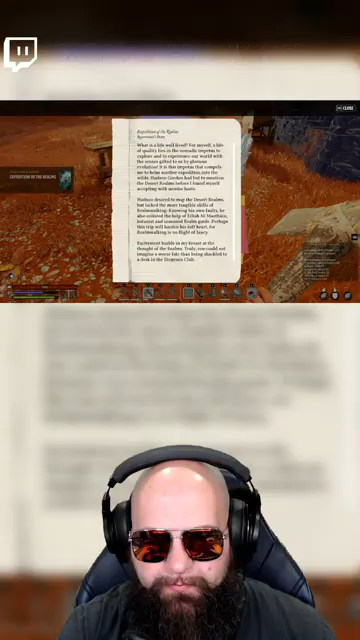 CLOSE
Expedition of the Realms
What is a life well lived? For myself, a life
of quality lies in the nomadic impetus to
explore and to experience our world with
the senses gifted to us by glorious
evolution! It is this impetus that compels
me to helm another expedition into the
wilds. Hudson Gordon had but to mention
the Desert Realms before I found myself
accepting with unwise haste.
Hudson desired to map the Desert Realms,
but lacked the more tangible skills of
Realmwalking. Knowing his own faults, he
also enlisted the help of
botanist and seasoned Realm guide. Perhaps
this trip will harden his soft heart, for
Realmwalking is no flight of fancy.
Excitement builds in my breast at the
thought of the Realms. Truly, one could not
imagine a worse fate than being shackled to
a desk in the Diogenes Club.
EXPEDITION OF THE REALMS